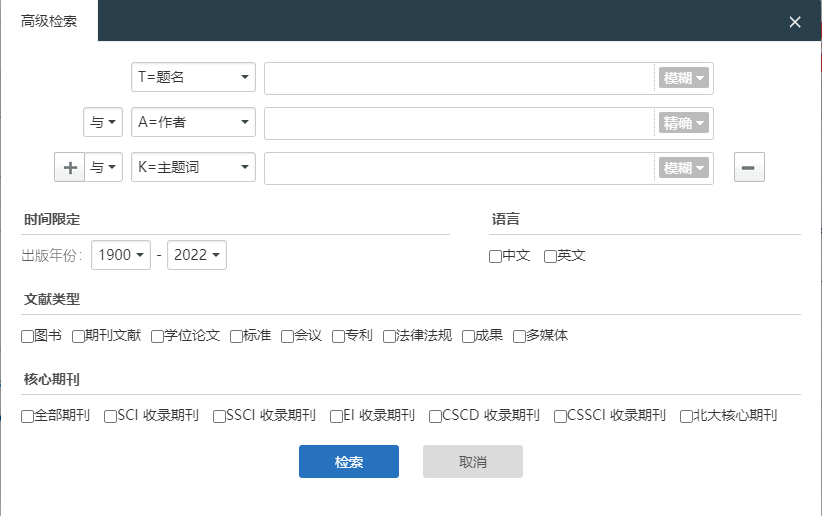 高级检索 ×
T=题名 模糊
与 A=作者 精确
+ 与 K=主题词 模糊 −
时间限定 语言
出版年份: 1900 - 2022 中文 英文
文献类型
图书 期刊文献 学位论文 标准 会议 专利 法律法规 成果 多媒体
核心期刊
全部期刊 SCI 收录期刊 SSCI 收录期刊 EI 收录期刊 CSCD 收录期刊 CSSCI 收录期刊 北大核心期刊
检索 取消